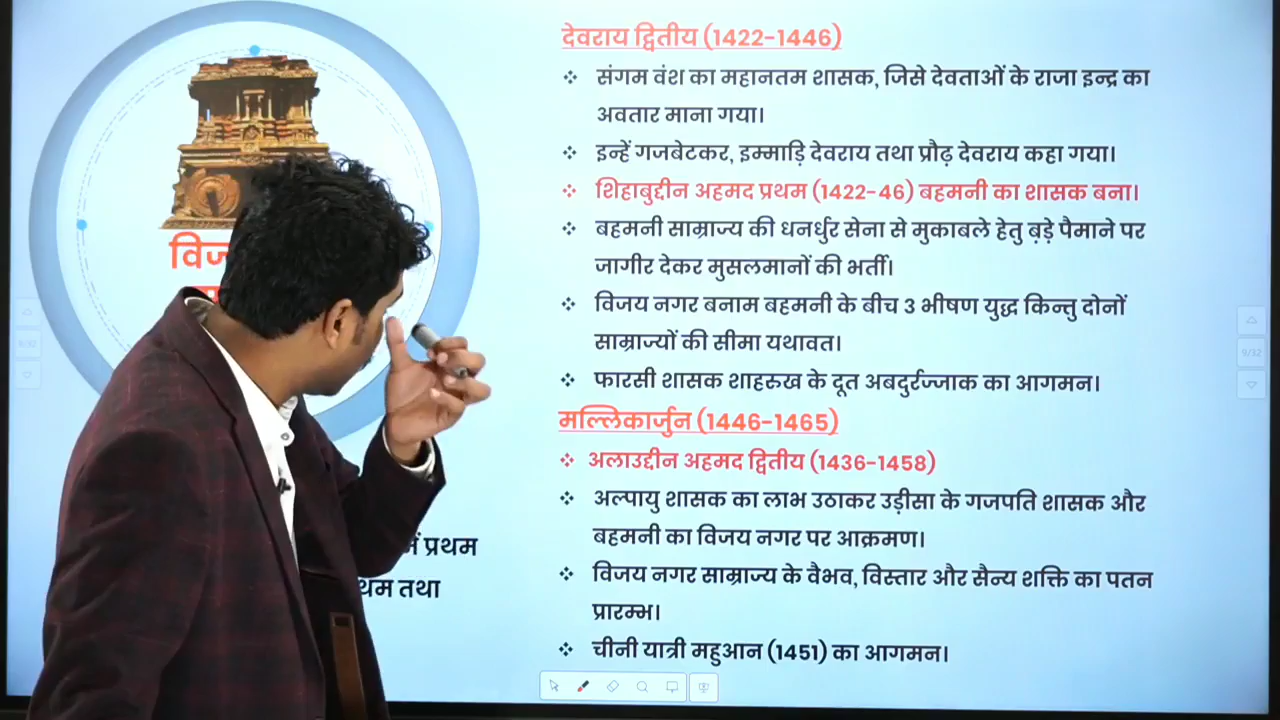 देवराय द्वितीय (1422-1446)
❖ संगम वंश का महानतम शासक, जिसे देवताओं के राजा इन्द्र का
अवतार माना गया।
❖ इन्हें गजबेटकर, इम्माड़ि देवराय तथा प्रौढ़ देवराय कहा गया।
❖ शिहाबुद्दीन अहमद प्रथम (1422-46) बहमनी का शासक बना।
❖ बहमनी साम्राज्य की धनर्धुर सेना से मुकाबले हेतु बड़े पैमाने पर
जागीर देकर मुसलमानों की भर्ती।
❖ विजय नगर बनाम बहमनी के बीच 3 भीषण युद्ध किन्तु दोनों
साम्राज्यों की सीमा यथावत।
❖ फारसी शासक शाहरुख के दूत अबदुर्रज्जाक का आगमन।
मल्लिकार्जुन (1446-1465)
❖ अलाउद्दीन अहमद द्वितीय (1436-1458)
❖ अल्पायु शासक का लाभ उठाकर उड़ीसा के गजपति शासक और
बहमनी का विजय नगर पर आक्रमण।
❖ विजय नगर साम्राज्य के वैभव, विस्तार और सैन्य शक्ति का पतन
प्रारम्भ।
❖ चीनी यात्री महुआन (1451) का आगमन।
विज
में प्रथम
तथा
9/32